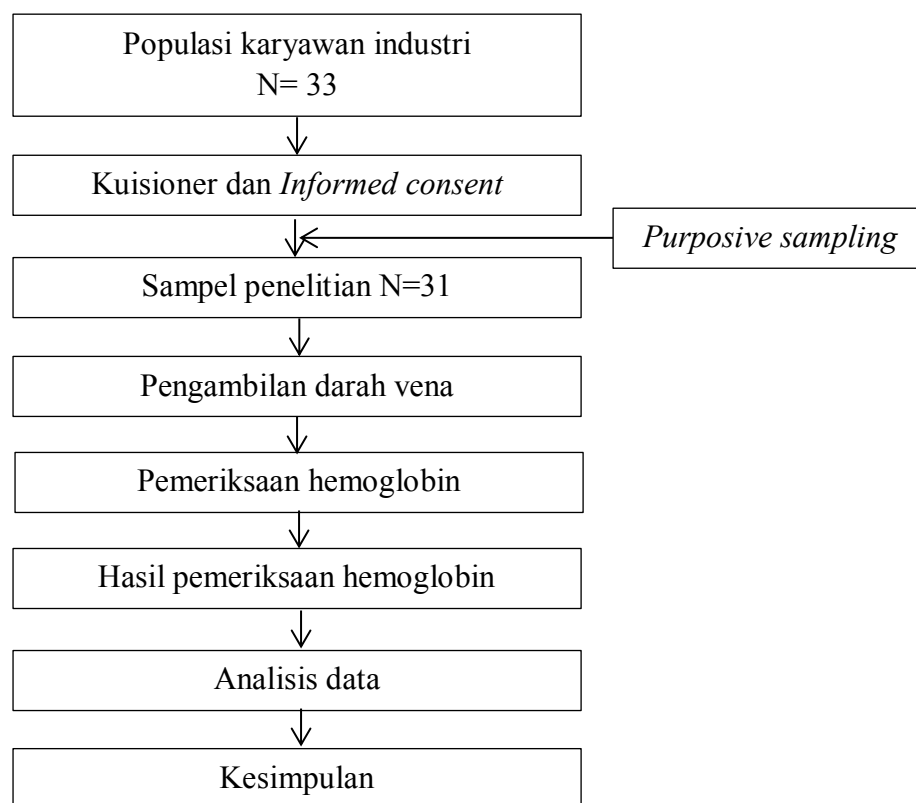 Populasi karyawan industri
N= 33
Kuisioner dan Informed consent
Purposive sampling
Sampel penelitian N=31
Pengambilan darah vena
Pemeriksaan hemoglobin
Hasil pemeriksaan hemoglobin
Analisis data
Kesimpulan